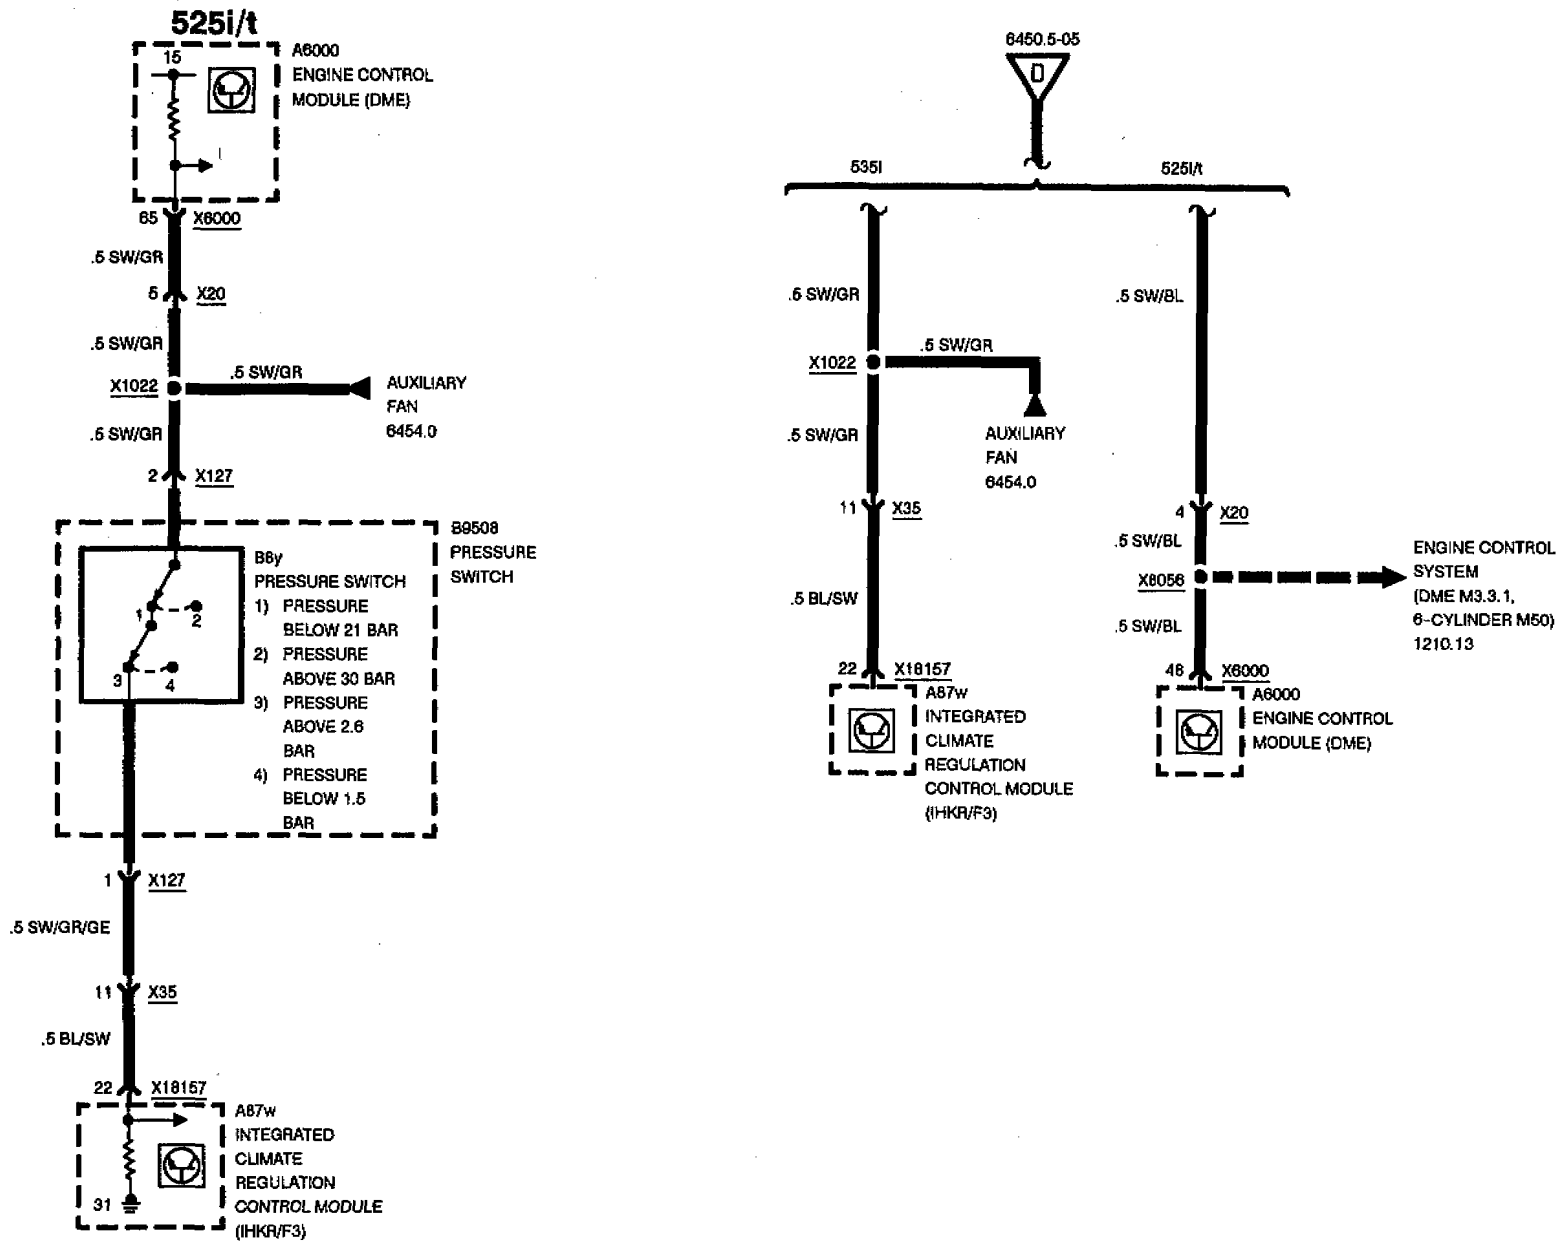 525i/t
15
A6000
ENGINE CONTROL
MODULE (DME)
65 X6000
.5 SW/GR
5 X20
.5 SW/GR
X1022
.5 SW/GR
AUXILIARY
FAN
6454.0
.5 SW/GR
2 X127
B9508
PRESSURE
SWITCH
B6y
PRESSURE SWITCH
1) PRESSURE
BELOW 21 BAR
2) PRESSURE
ABOVE 30 BAR
3) PRESSURE
ABOVE 2.6
BAR
4) PRESSURE
BELOW 1.5
BAR
1
2
3
4
1 X127
.5 SW/GR/GE
11 X35
.5 BL/SW
22 X18157
A87w
INTEGRATED
CLIMATE
REGULATION
CONTROL MODULE
(IHKR/F3)
31
6450.5-05
D
535I
525I/t
.5 SW/GR
X1022
.5 SW/GR
AUXILIARY
FAN
6454.0
.5 SW/GR
11 X35
.5 BL/SW
22 X18157
A87w
INTEGRATED
CLIMATE
REGULATION
CONTROL MODULE
(IHKR/F3)
.5 SW/BL
4 X20
.5 SW/BL
X8056
ENGINE CONTROL
SYSTEM
(DME M3.3.1,
6-CYLINDER M50)
1210.13
.5 SW/BL
48 X6000
A6000
ENGINE CONTROL
MODULE (DME)